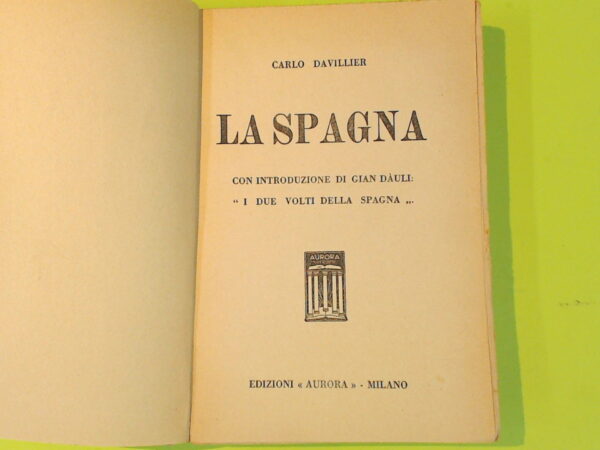 CARLO DAVILLIER
LA SPAGNA
CON INTRODUZIONE DI GIAN DÀULI:
“ I DUE VOLTI DELLA SPAGNA „.
AURORA
EDIZIONI « AURORA » - MILANO